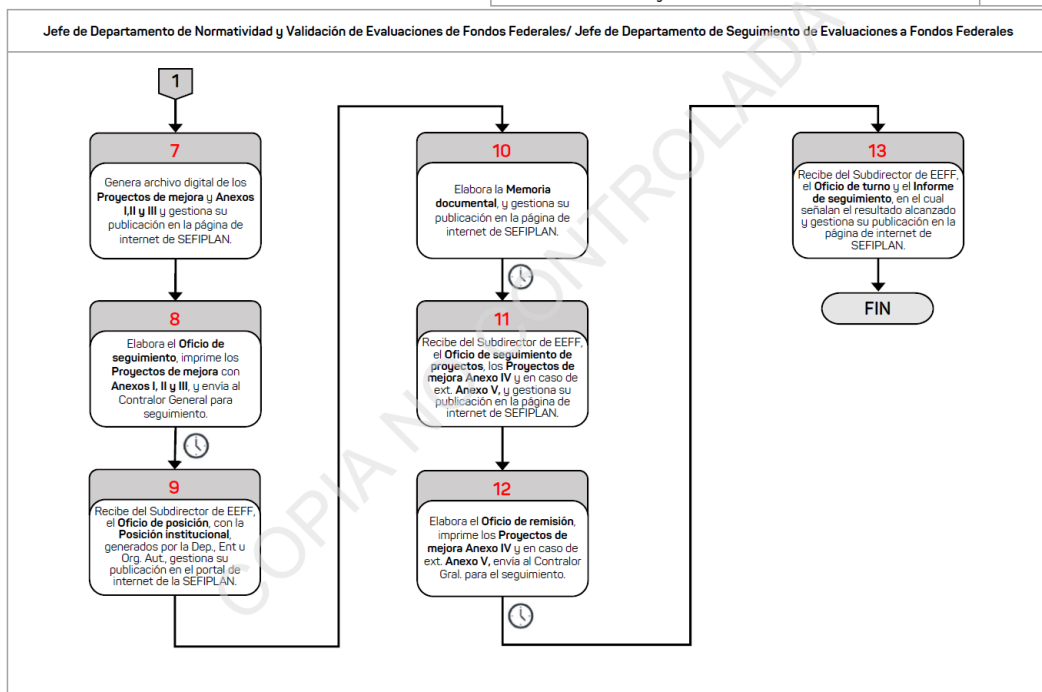 Jefe de Departamento de Normatividad y Validación de Evaluaciones de Fondos Federales/ Jefe de Departamento de Seguimiento de Evaluaciones a Fondos Federales
1
7
Genera archivo digital de los
Proyectos de mejora y Anexos
I,II y III y gestiona su
publicación en la página de
internet de SEFIPLAN.
8
Elabora el Oficio de
seguimiento, imprime los
Proyectos de mejora con
Anexos I, II y III, y envía al
Contralor General para
seguimiento.
9
Recibe del Subdirector de EEFF,
el Oficio de posición, con la
Posición institucional,
generados por la Dep., Ent u
Org. Aut., gestiona su
publicación en el portal de
internet de la SEFIPLAN.
10
Elabora la Memoria
documental, y gestiona su
publicación en la página de
internet de SEFIPLAN.
11
Recibe del Subdirector de EEFF,
el Oficio de seguimiento de
proyectos, los Proyectos de
mejora Anexo IV y en caso de
ext. Anexo V, y gestiona su
publicación en la página de
internet de SEFIPLAN.
12
Elabora el Oficio de remisión,
imprime los Proyectos de
mejora Anexo IV y en caso de
ext. Anexo V, envía al Contralor
Gral. para el seguimiento.
13
Recibe del Subdirector de EEFF,
el Oficio de turno y el Informe
de seguimiento, en el cual
señalan el resultado alcanzado
y gestiona su publicación en la
página de internet de
SEFIPLAN.
FIN
COPIA NO CONTROLADA